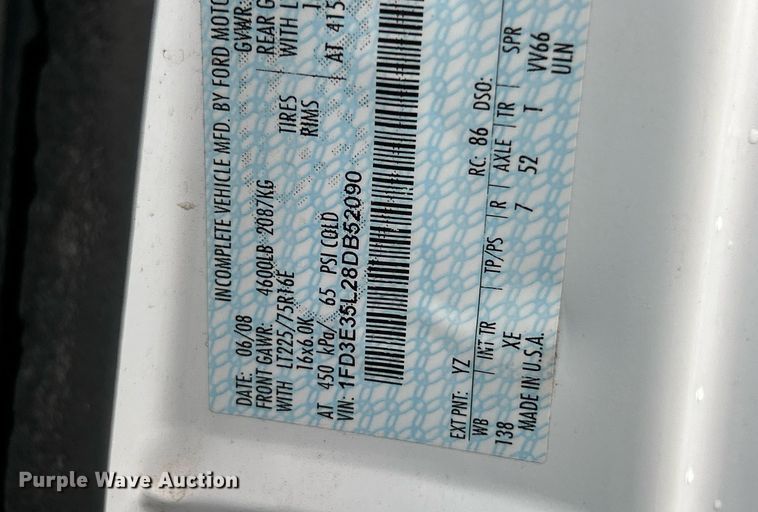 INCOMPLETE VEHICLE MFD. BY FORD MOTO
DATE: 06/08 GVWR:
FRONT GAWR: 4600LB 2087KG REAR G
WITH LT225/75R16E TIRES WITH LT
16x6.0K RIMS
AT 450 kPa/ 65 PSI COLD AT 415
VIN: 1FD3E35L28DB52090
EXT PNT: YZ RC: 86 DSO:
WB INT TR TP/PS R AXLE TR SPR
138 XE 7 52 T VV66
MADE IN U.S.A. ULN
Purple Wave Auction